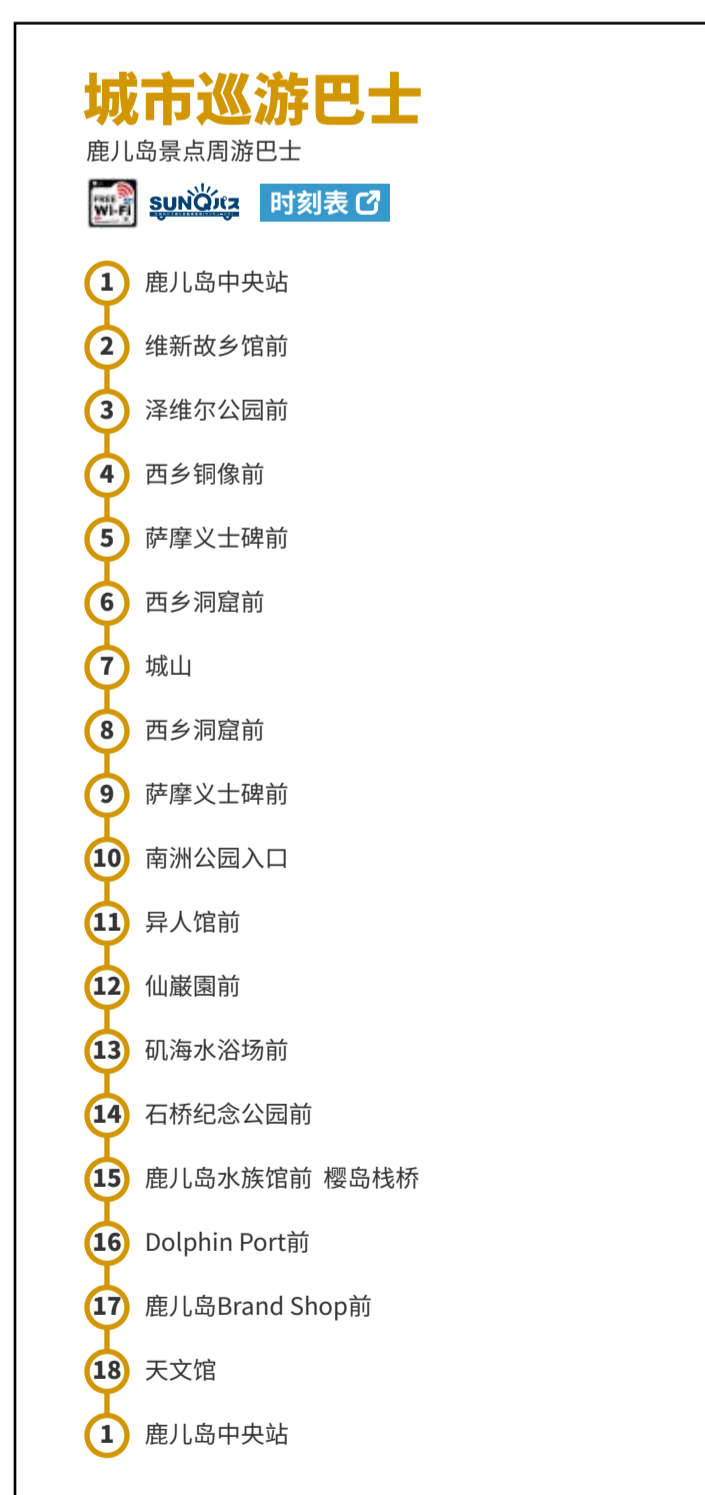 城市巡游巴士
鹿儿岛景点周游巴士
FREE Wi-Fi SUNQパス 时刻表
1 鹿儿岛中央站
2 维新故乡馆前
3 泽维尔公园前
4 西乡铜像前
5 萨摩义士碑前
6 西乡洞窟前
7 城山
8 西乡洞窟前
9 萨摩义士碑前
10 南洲公园入口
11 异人馆前
12 仙巌園前
13 矶海水浴场前
14 石桥纪念公园前
15 鹿儿岛水族馆前 樱岛栈桥
16 Dolphin Port前
17 鹿儿岛Brand Shop前
18 天文馆
1 鹿儿岛中央站